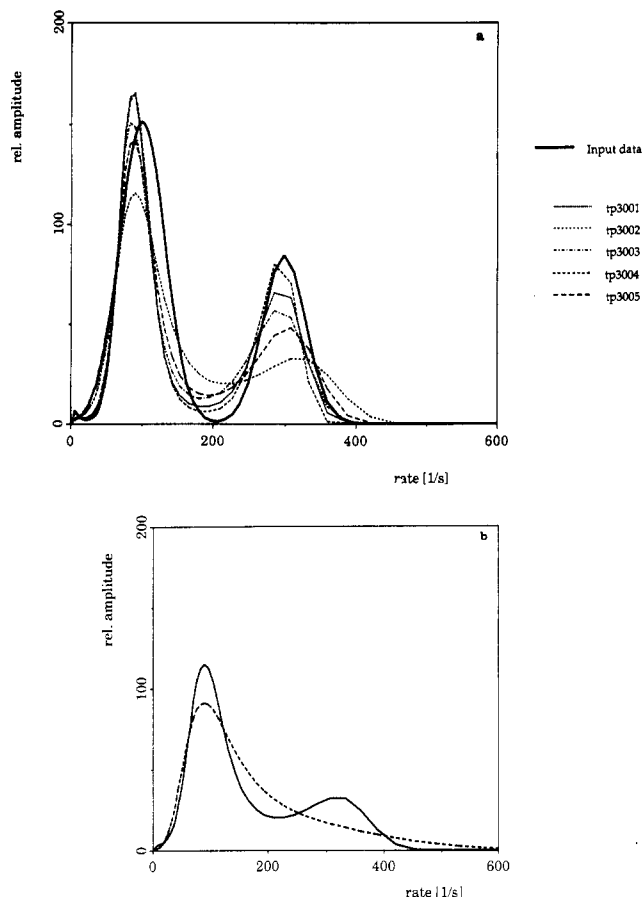 200
a
rel. amplitude
100
0
0
200
400
600
rate [1/s]
Input data
tp3001
tp3002
tp3003
tp3004
tp3005
200
b
rel. amplitude
100
0
0
200
400
600
rate [1/s]